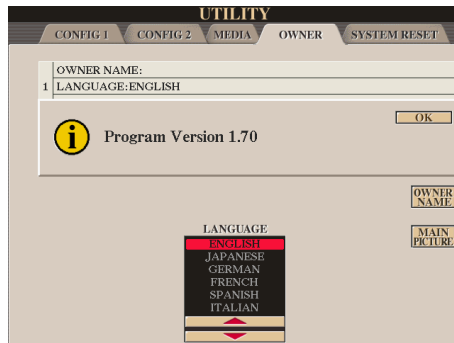 UTILITY
CONFIG 1 CONFIG 2 MEDIA OWNER SYSTEM RESET
OWNER NAME:
1 LANGUAGE:ENGLISH
OK
i Program Version 1.70
OWNER
NAME
LANGUAGE
MAIN
PICTURE
ENGLISH
JAPANESE
GERMAN
FRENCH
SPANISH
ITALIAN